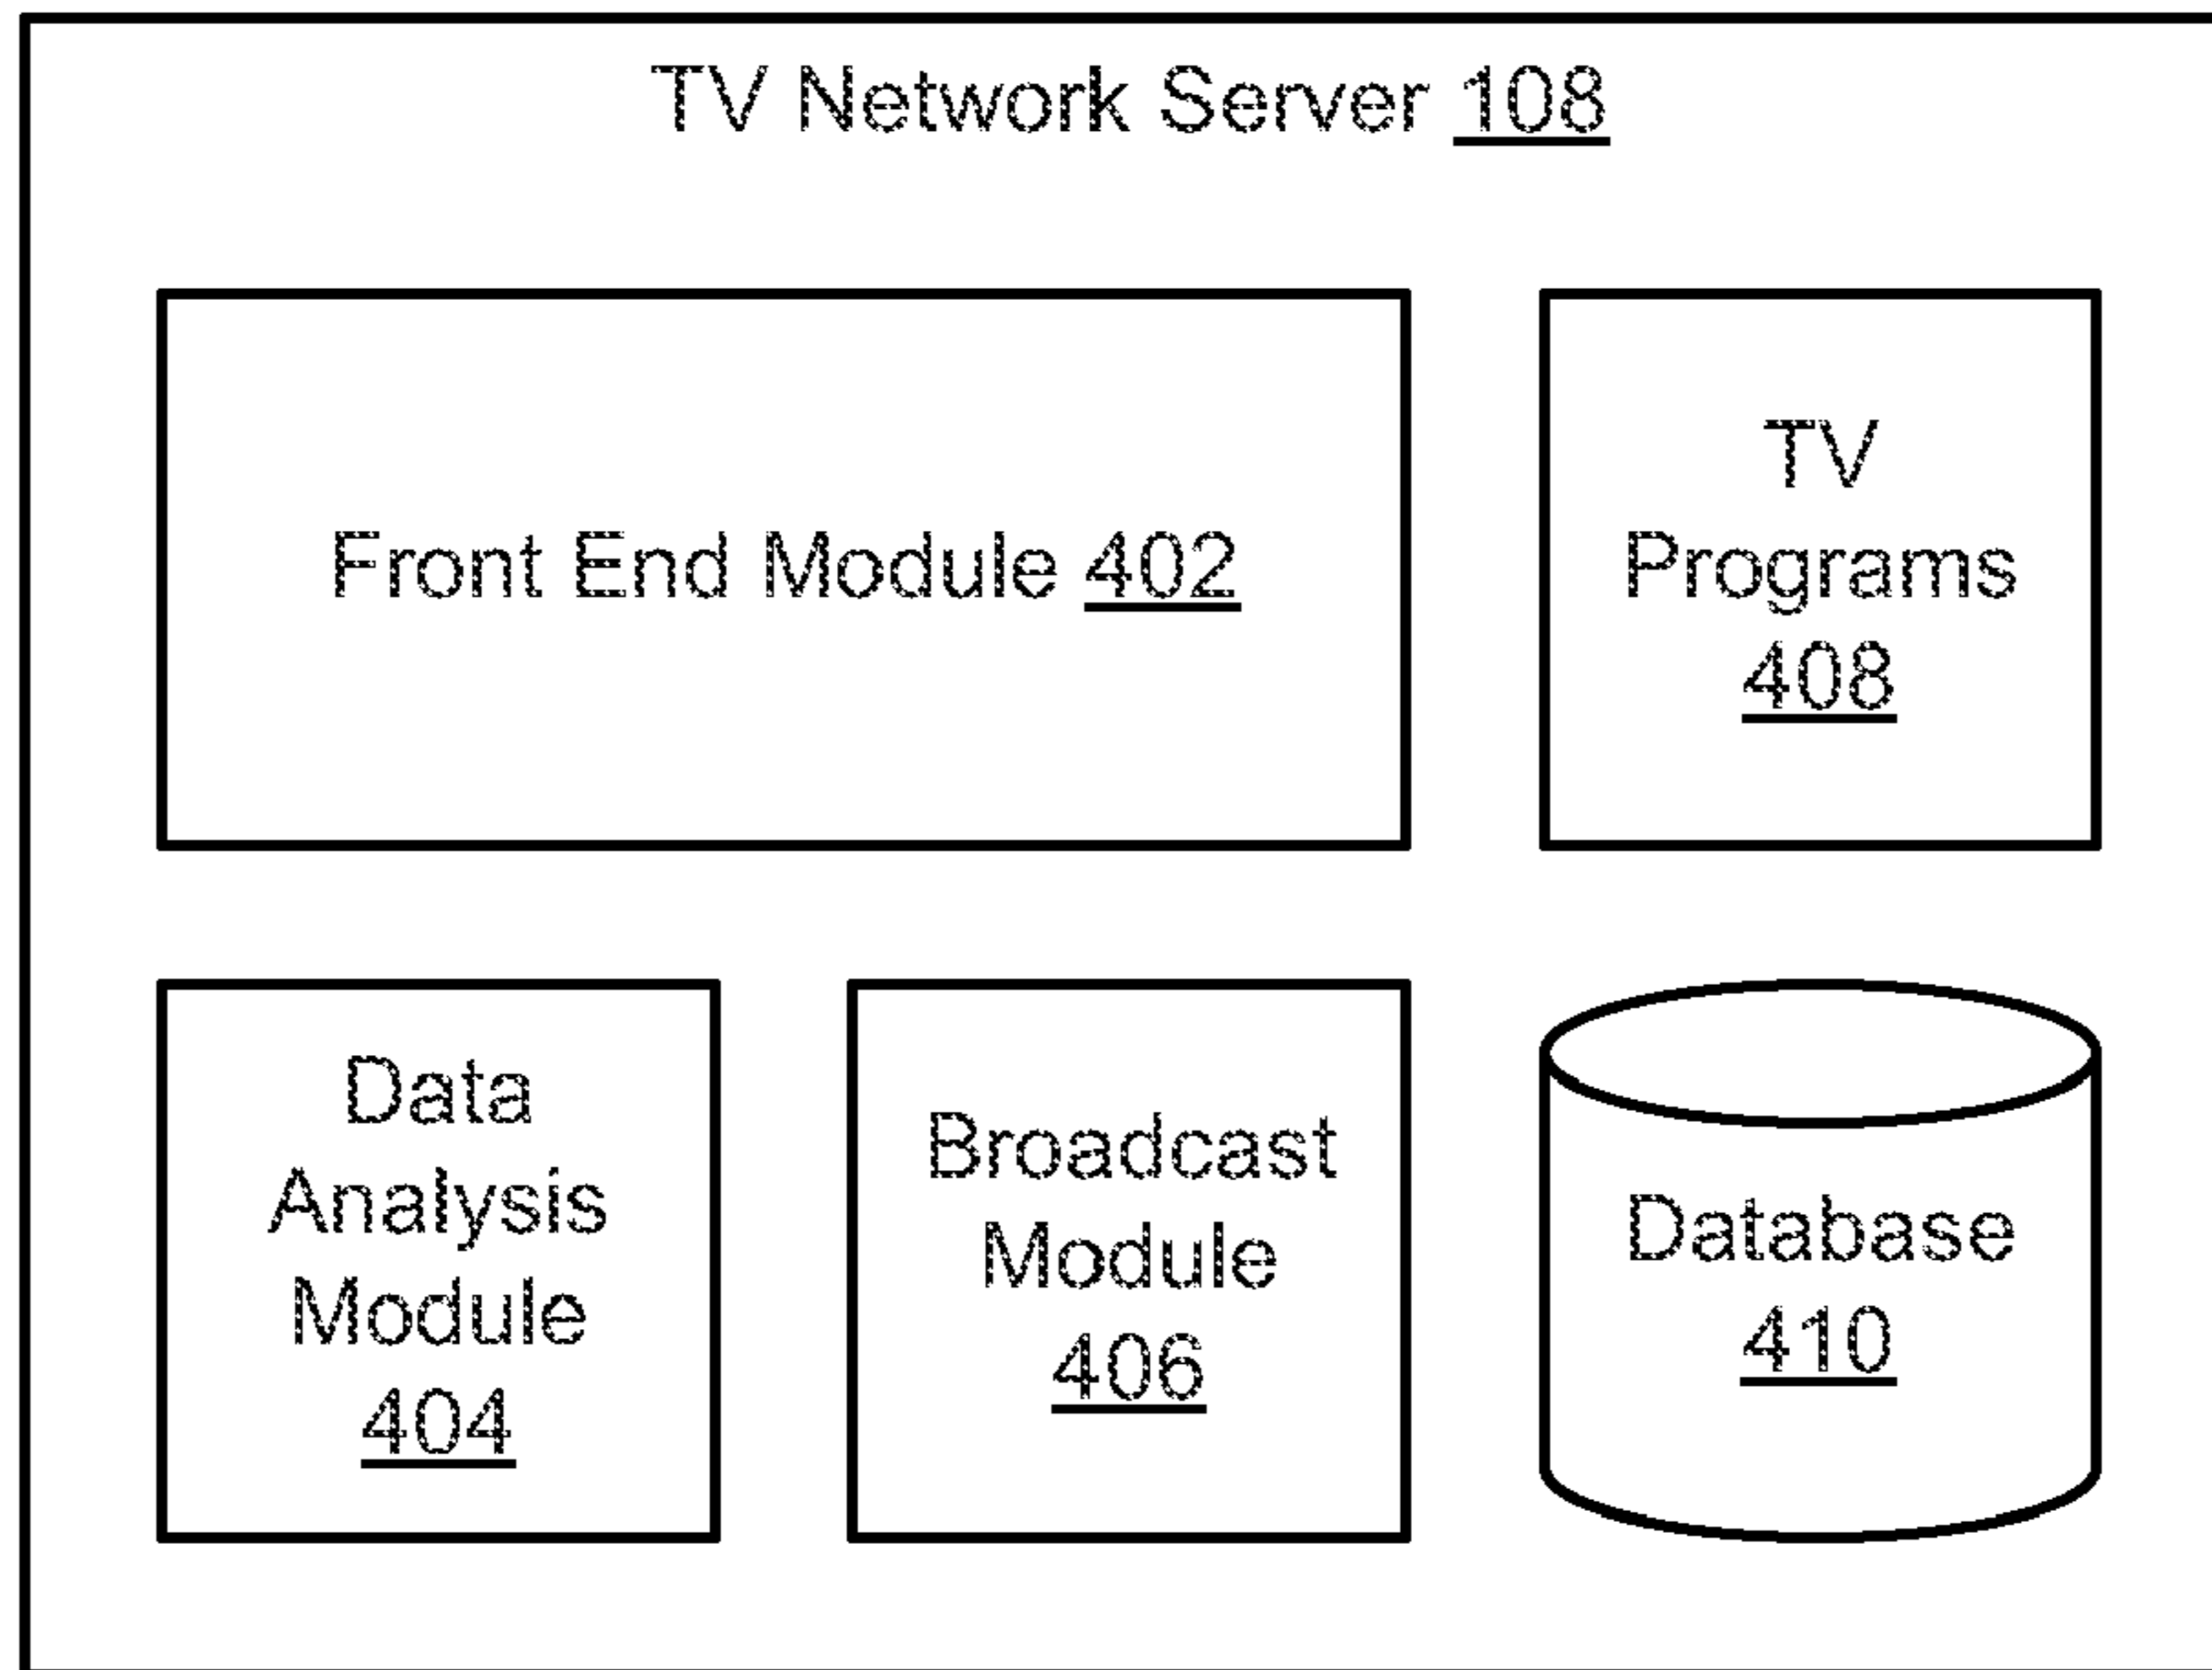 TV Network Server 108
Front End Module 402
TV
Programs
408
Data
Analysis
Module
404
Broadcast
Module
406
Database
410